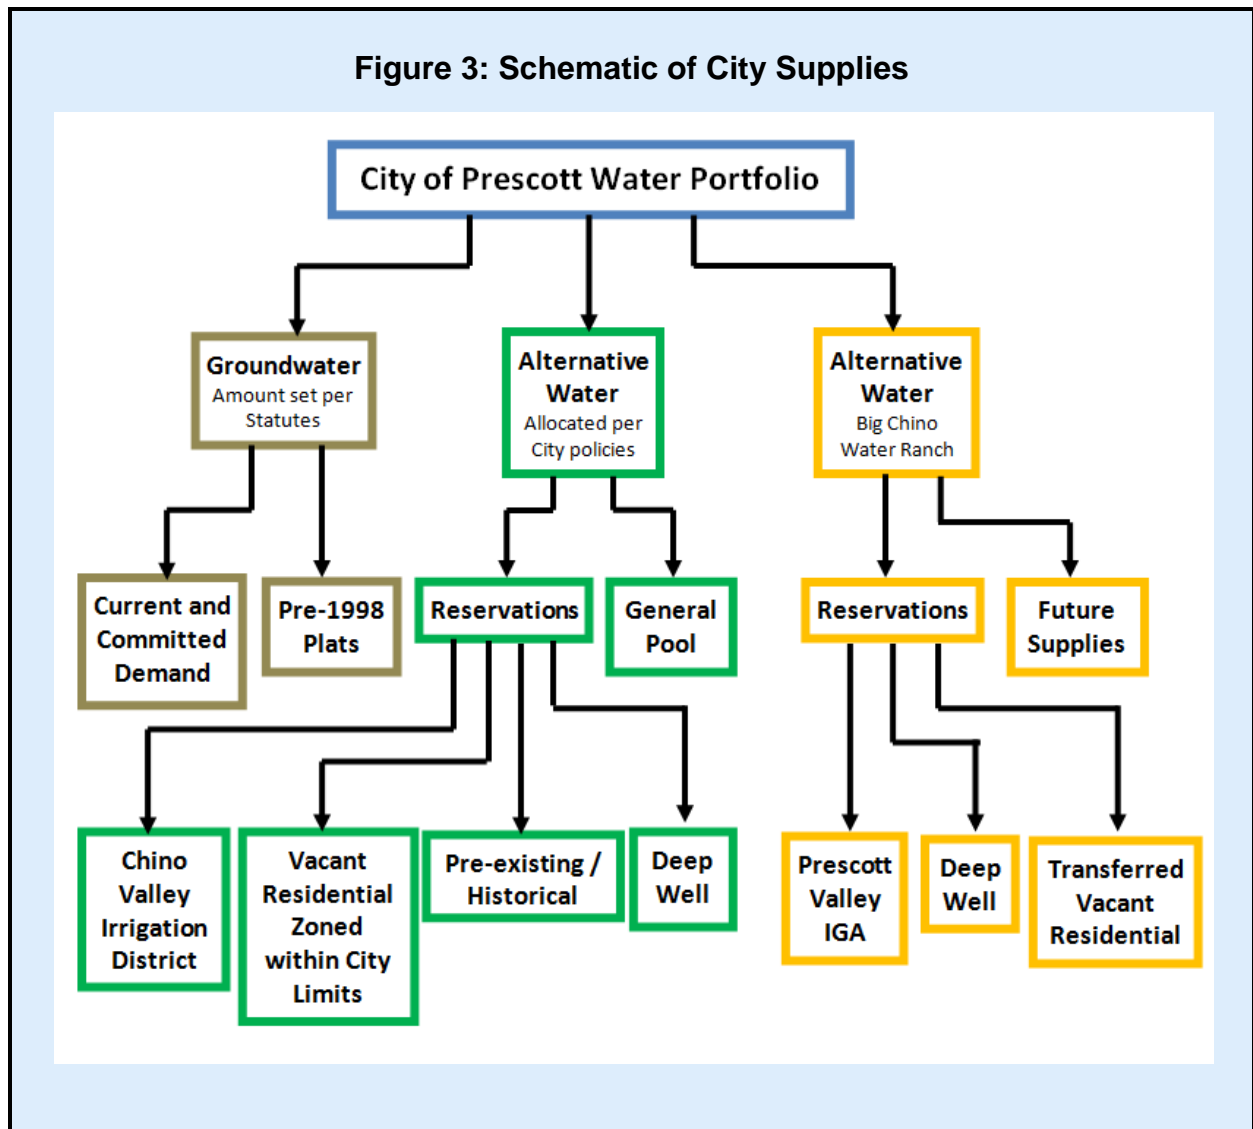 Figure 3: Schematic of City Supplies
City of Prescott Water Portfolio
Groundwater
Amount set per
Statutes
Alternative
Water
Allocated per
City policies
Alternative
Water
Big Chino
Water Ranch
Current and
Committed
Demand
Pre-1998
Plats
Reservations
General
Pool
Reservations
Future
Supplies
Chino
Valley
Irrigation
District
Vacant
Residential
Zoned
within City
Limits
Pre-existing /
Historical
Deep
Well
Prescott
Valley
IGA
Deep
Well
Transferred
Vacant
Residential